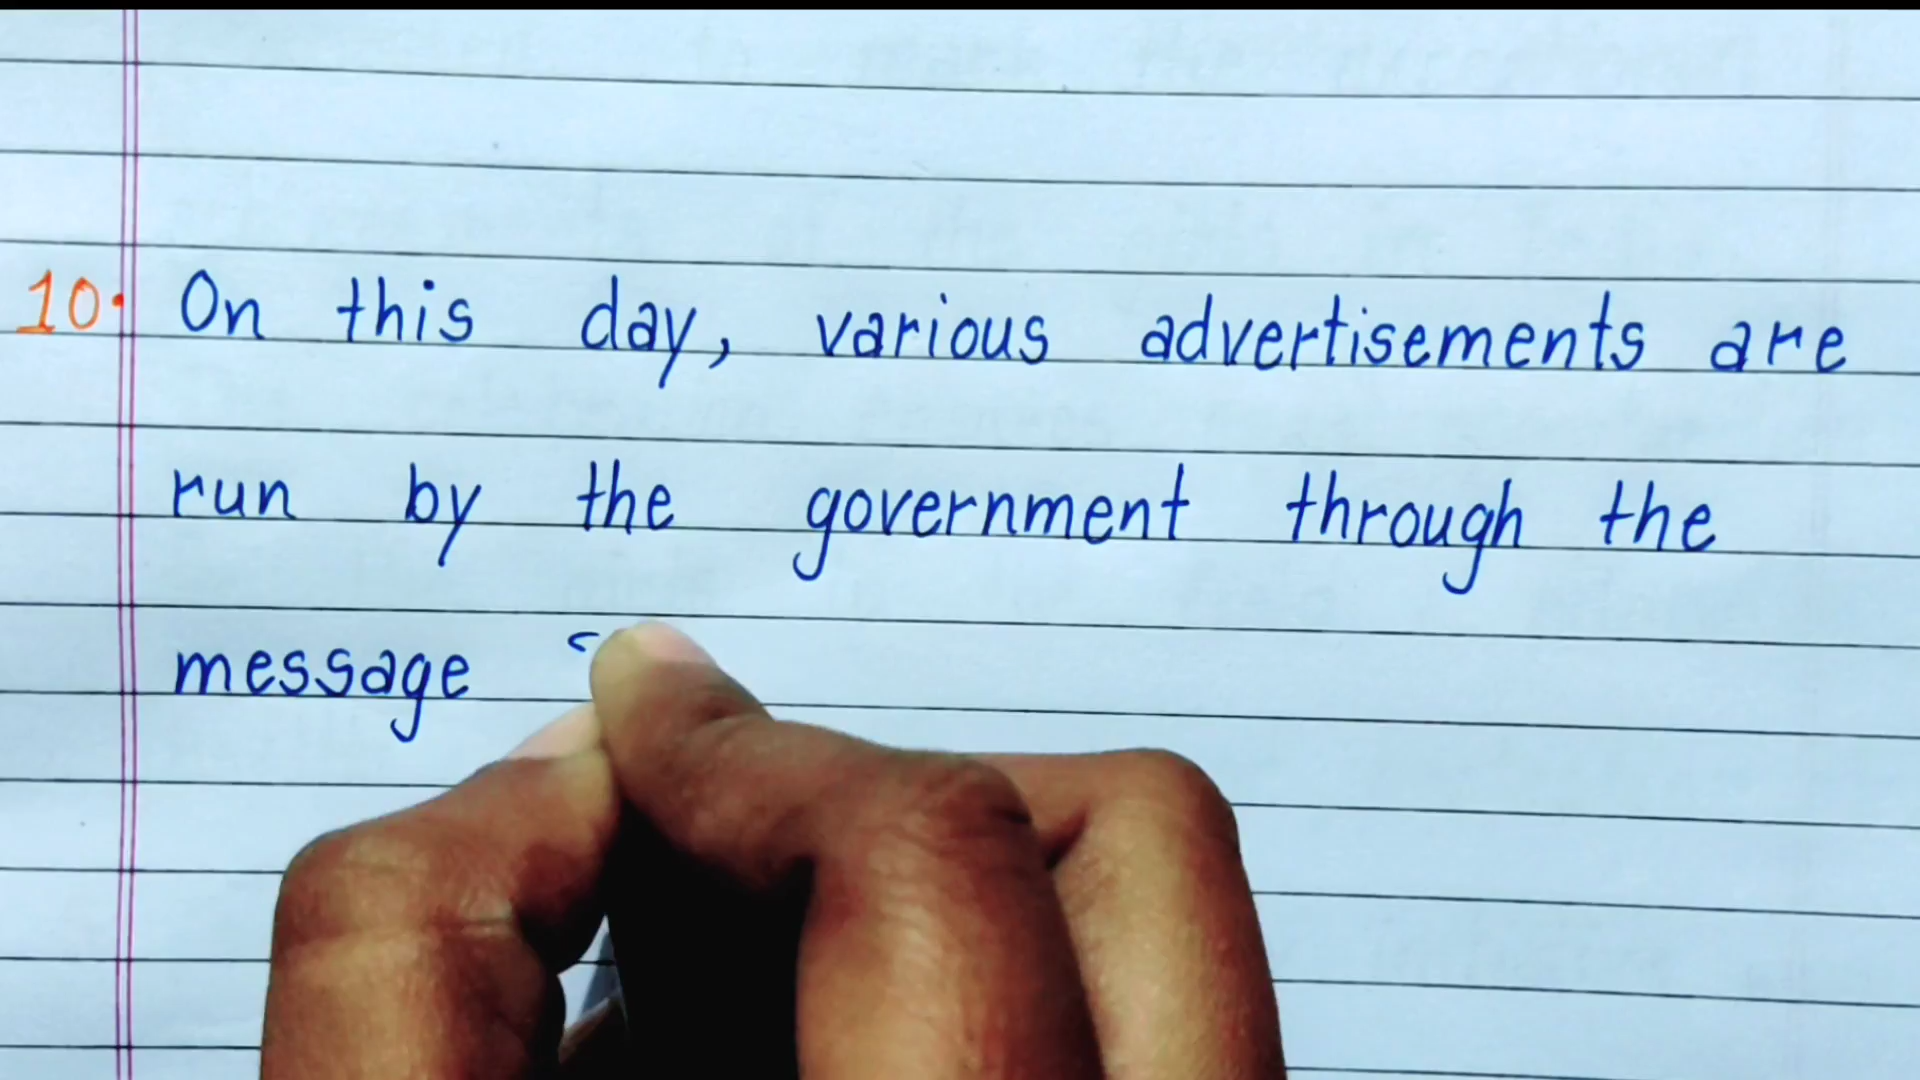 10. On this day, various advertisements are
run by the government through the
message "